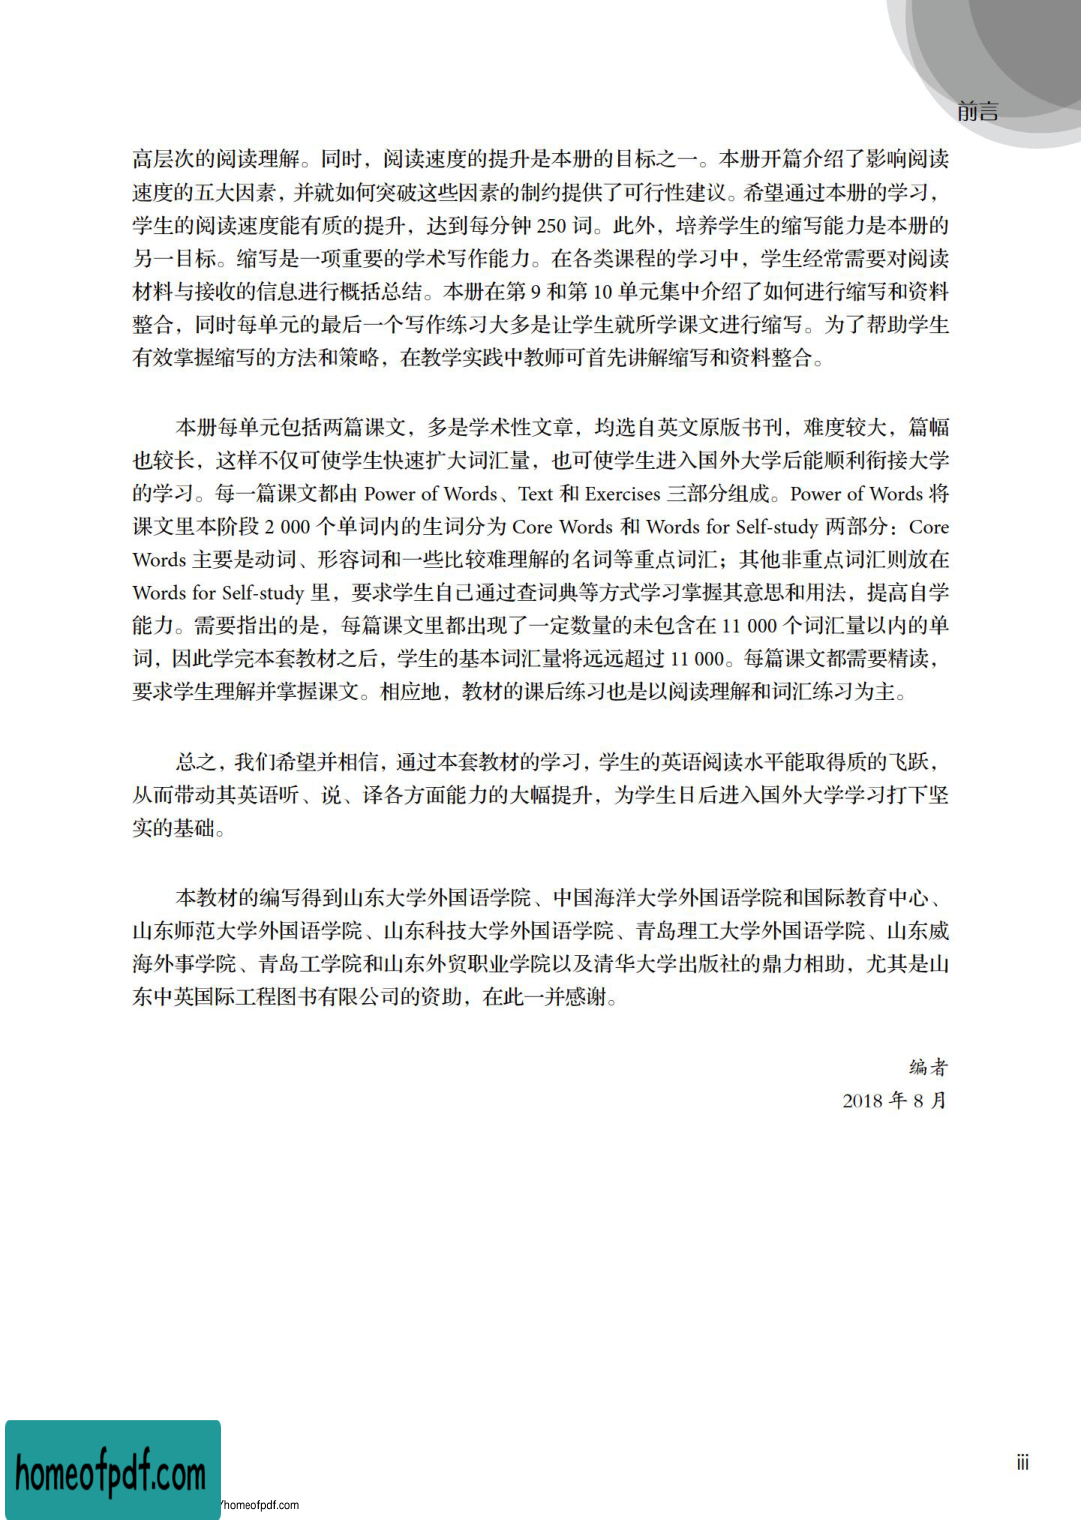 前言
高层次的阅读理解。同时，阅读速度的提升是本册的目标之一。本册开篇介绍了影响阅读
速度的五大因素，并就如何突破这些因素的制约提供了可行性建议。希望通过本册的学习，
学生的阅读速度能有质的提升，达到每分钟 250 词。此外，培养学生的缩写能力是本册的
另一目标。缩写是一项重要的学术写作能力。在各类课程的学习中，学生经常需要对阅读
材料与接收的信息进行概括总结。本册在第 9 和第 10 单元集中介绍了如何进行缩写和资料
整合，同时每单元的最后一个写作练习大多是让学生就所学课文进行缩写。为了帮助学生
有效掌握缩写的方法和策略，在教学实践中教师可首先讲解缩写和资料整合。
本册每单元包括两篇课文，多是学术性文章，均选自英文原版书刊，难度较大，篇幅
也较长，这样不仅可使学生快速扩大词汇量，也可使学生进入国外大学后能顺利衔接大学
的学习。每一篇课文都由 Power of Words、Text 和 Exercises 三部分组成。Power of Words 将
课文里本阶段 2 000 个单词内的生词分为 Core Words 和 Words for Self-study 两部分：Core
Words 主要是动词、形容词和一些比较难理解的名词等重点词汇；其他非重点词汇则放在
Words for Self-study 里，要求学生自己通过查词典等方式学习掌握其意思和用法，提高自学
能力。需要指出的是，每篇课文里都出现了一定数量的未包含在 11 000 个词汇量以内的单
词，因此学完本套教材之后，学生的基本词汇量将远远超过 11 000。每篇课文都需要精读，
要求学生理解并掌握课文。相应地，教材的课后练习也是以阅读理解和词汇练习为主。
总之，我们希望并相信，通过本套教材的学习，学生的英语阅读水平能取得质的飞跃，
从而带动其英语听、说、译各方面能力的大幅提升，为学生日后进入国外大学学习打下坚
实的基础。
本教材的编写得到山东大学外国语学院、中国海洋大学外国语学院和国际教育中心、
山东师范大学外国语学院、山东科技大学外国语学院、青岛理工大学外国语学院、山东威
海外事学院、青岛工学院和山东外贸职业学院以及清华大学出版社的鼎力相助，尤其是山
东中英国际工程图书有限公司的资助，在此一并感谢。
编者
2018 年 8 月
iii
homeofpdf.com
/homeofpdf.com